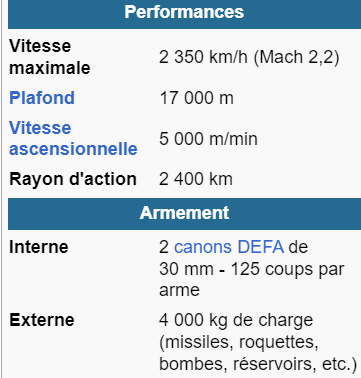 Performances
Vitesse
maximale
2 350 km/h (Mach 2,2)
Plafond
17 000 m
Vitesse
ascensionnelle
5 000 m/min
Rayon d'action
2 400 km
Armement
Interne
2 canons DEFA de
30 mm - 125 coups par
arme
Externe
4 000 kg de charge
(missiles, roquettes,
bombes, réservoirs, etc.)